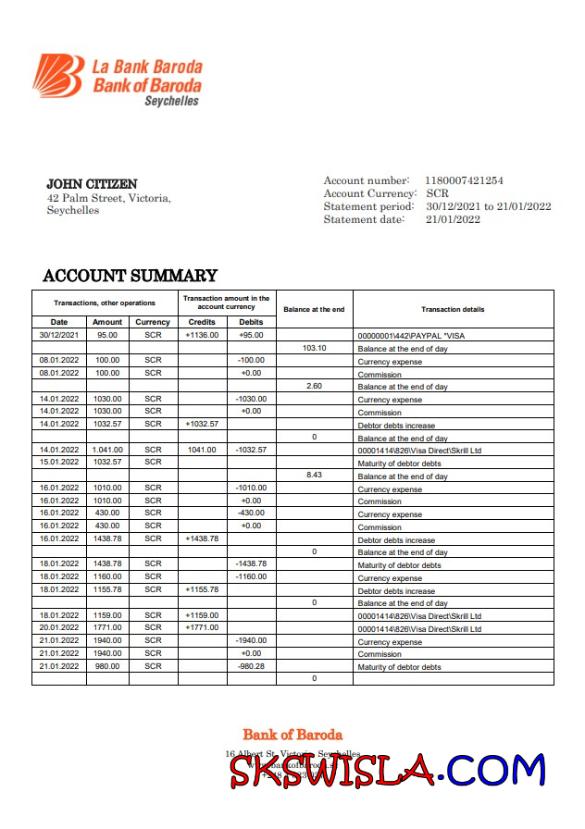 La Bank Baroda
Bank of Baroda
Seychelles
JOHN CITIZEN
42 Palm Street, Victoria,
Seychelles
Account number: 1180007421254
Account Currency: SCR
Statement period: 30/12/2021 to 21/01/2022
Statement date: 21/01/2022
ACCOUNT SUMMARY
Transactions, other operations Transaction amount in the account currency Balance at the end Transaction details
Date Amount Currency Credits Debits
30/12/2021 95.00 SCR +1136.00 +95.00 00000001\442\PAYPAL *VISA
103.10 Balance at the end of day
08.01.2022 100.00 SCR -100.00 Currency expense
08.01.2022 100.00 SCR +0.00 Commission
2.60 Balance at the end of day
14.01.2022 1030.00 SCR -1030.00 Currency expense
14.01.2022 1030.00 SCR +0.00 Commission
14.01.2022 1032.57 SCR +1032.57 Debtor debts increase
0 Balance at the end of day
14.01.2022 1.041.00 SCR 1041.00 -1032.57 00001414\826\Visa Direct\Skrill Ltd
15.01.2022 1032.57 SCR Maturity of debtor debts
8.43 Balance at the end of day
16.01.2022 1010.00 SCR -1010.00 Currency expense
16.01.2022 1010.00 SCR +0.00 Commission
16.01.2022 430.00 SCR -430.00 Currency expense
16.01.2022 430.00 SCR +0.00 Commission
16.01.2022 1438.78 SCR +1438.78 Debtor debts increase
0 Balance at the end of day
18.01.2022 1438.78 SCR -1438.78 Maturity of debtor debts
18.01.2022 1160.00 SCR -1160.00 Currency expense
18.01.2022 1155.78 SCR +1155.78 Debtor debts increase
0 Balance at the end of day
18.01.2022 1159.00 SCR +1159.00 00001414\826\Visa Direct\Skrill Ltd
20.01.2022 1771.00 SCR +1771.00 00001414\826\Visa Direct\Skrill Ltd
21.01.2022 1940.00 SCR -1940.00 Currency expense
21.01.2022 1940.00 SCR +0.00 Commission
21.01.2022 980.00 SCR -980.28 Maturity of debtor debts
0
Bank of Baroda
16 Albert St, Victoria, Seychelles
SKSWISLA.COM